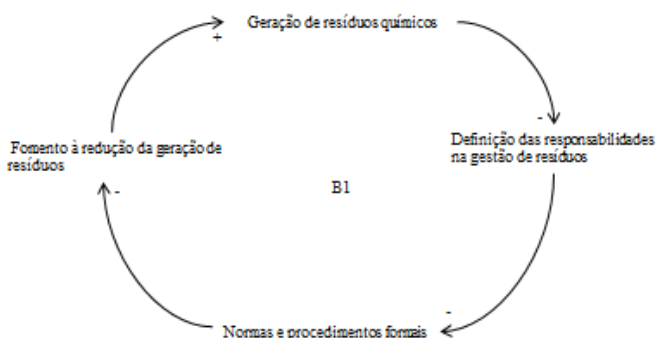 Geração de resíduos químicos
+
-
Fomento à redução da geração de
resíduos
Definição das responsabilidades
na gestão de resíduos
-
B1
-
Normas e procedimentos formais